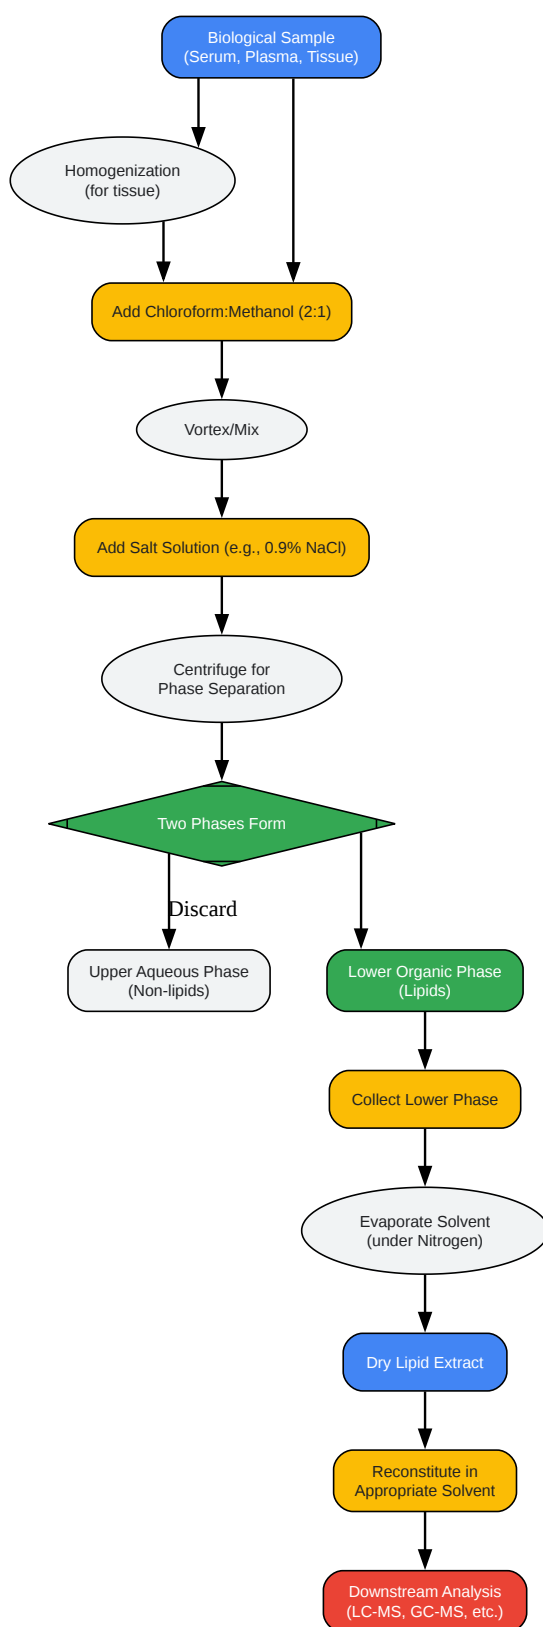 Biological Sample
(Serum, Plasma, Tissue)
Homogenization
(for tissue)
Add Chloroform:Methanol (2:1)
Vortex/Mix
Add Salt Solution (e.g., 0.9% NaCl)
Centrifuge for
Phase Separation
Two Phases Form
Discard
Upper Aqueous Phase
(Non-lipids)
Lower Organic Phase
(Lipids)
Collect Lower Phase
Evaporate Solvent
(under Nitrogen)
Dry Lipid Extract
Reconstitute in
Appropriate Solvent
Downstream Analysis
(LC-MS, GC-MS, etc.)